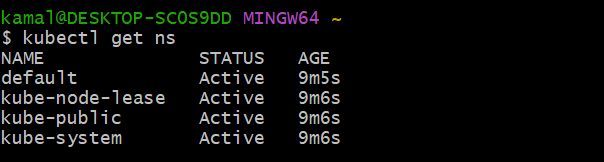 kamal@DESKTOP-SC0S9DD MINGW64 ~
$ kubectl get ns
NAME              STATUS   AGE
default           Active   9m5s
kube-node-lease   Active   9m6s
kube-public       Active   9m6s
kube-system       Active   9m6s